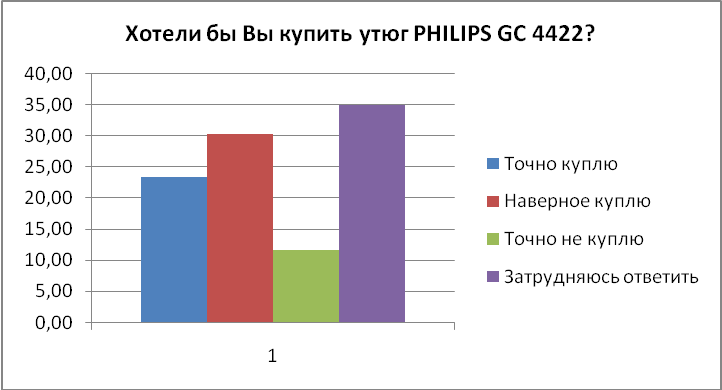 Хотели бы Вы купить утюг PHILIPS GC 4422?
40,00
35,00
30,00
25,00
20,00
15,00
10,00
5,00
0,00
1
Точно куплю
Наверное куплю
Точно не куплю
Затрудняюсь ответить